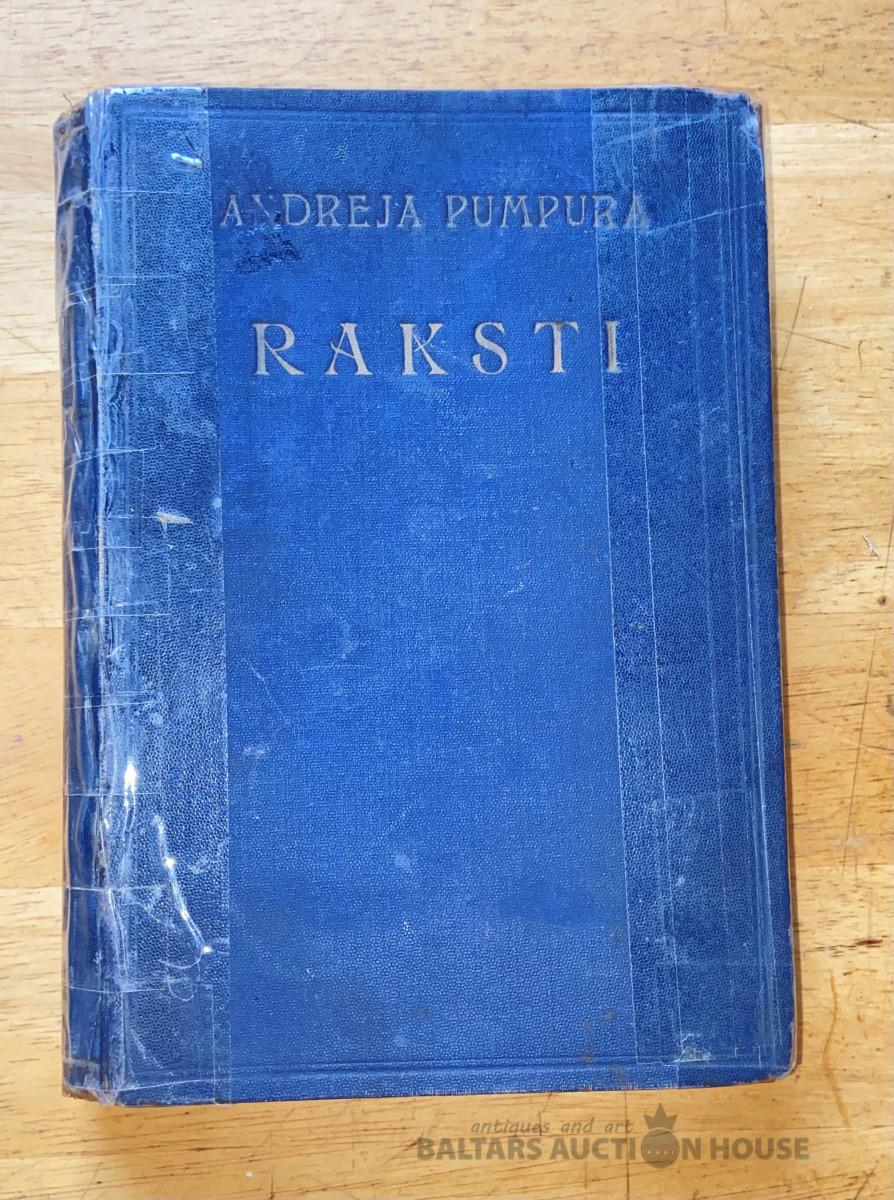 ANDREJA PUMPURA
RAKSTI
antiques and art
BALTARS AUCTION HOUSE